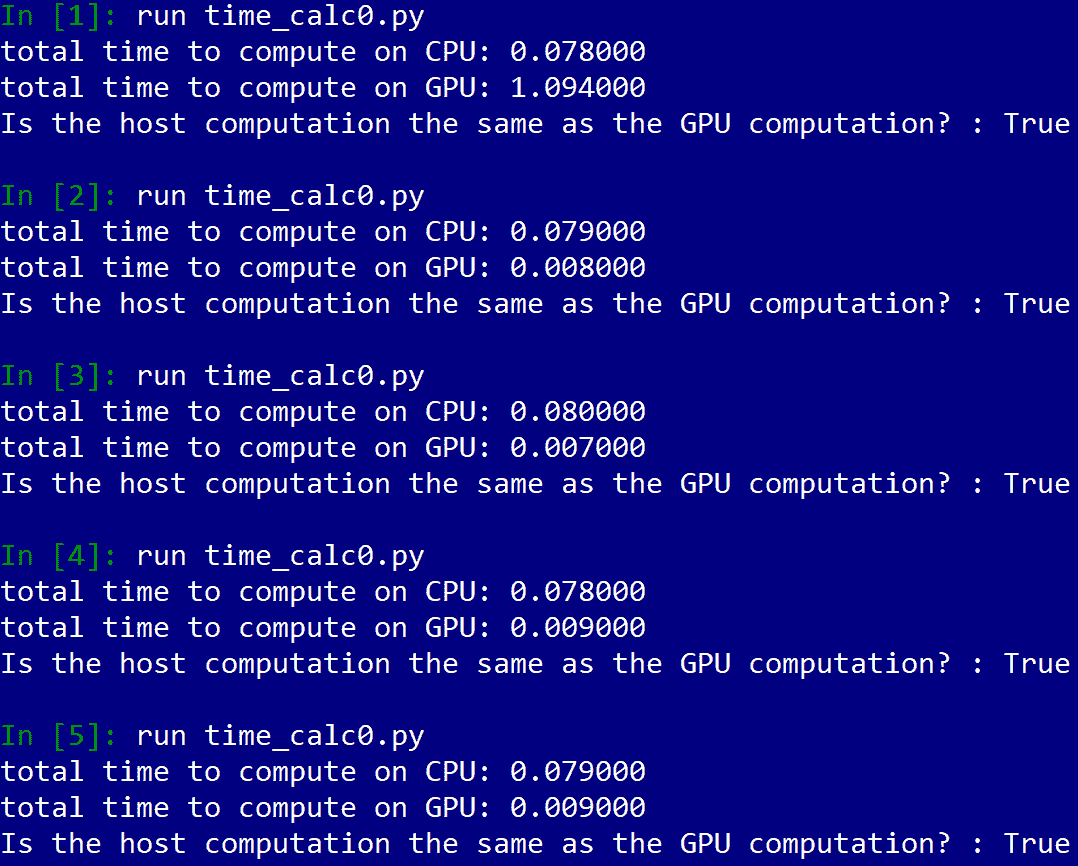 In [1]: run time_calc0.py
total time to compute on CPU: 0.078000
total time to compute on GPU: 1.094000
Is the host computation the same as the GPU computation? : True
In [2]: run time_calc0.py
total time to compute on CPU: 0.079000
total time to compute on GPU: 0.008000
Is the host computation the same as the GPU computation? : True
In [3]: run time_calc0.py
total time to compute on CPU: 0.080000
total time to compute on GPU: 0.007000
Is the host computation the same as the GPU computation? : True
In [4]: run time_calc0.py
total time to compute on CPU: 0.078000
total time to compute on GPU: 0.009000
Is the host computation the same as the GPU computation? : True
In [5]: run time_calc0.py
total time to compute on CPU: 0.079000
total time to compute on GPU: 0.009000
Is the host computation the same as the GPU computation? : True